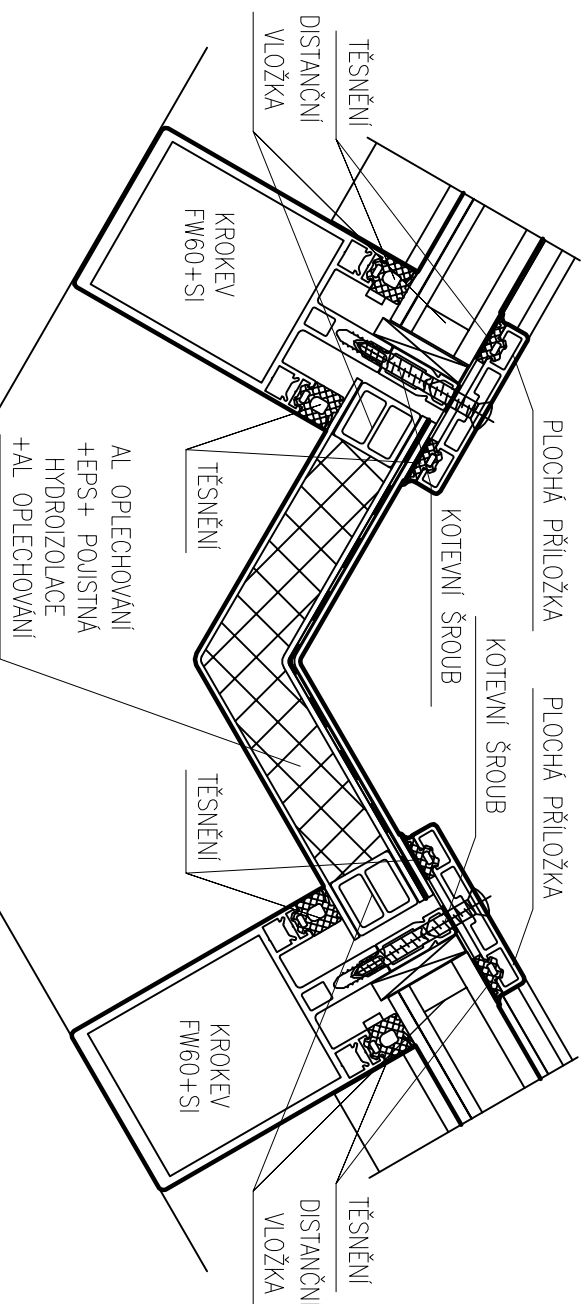 PLOCHÁ PŘÍLOŽKA
PLOCHÁ PŘÍLOŽKA
KOTEVNÍ ŠROUB
KOTEVNÍ ŠROUB
TĚSNĚNÍ
DISTANČNÍ
VLOŽKA
TĚSNĚNÍ
DISTANČNÍ
VLOŽKA
KROKEV
FW60+SI
TĚSNĚNÍ
TĚSNĚNÍ
KROKEV
FW60+SI
AL OPLECHOVÁNÍ
+EPS+ POJISTNÁ
HYDROIZOLACE
+AL OPLECHOVÁNÍ